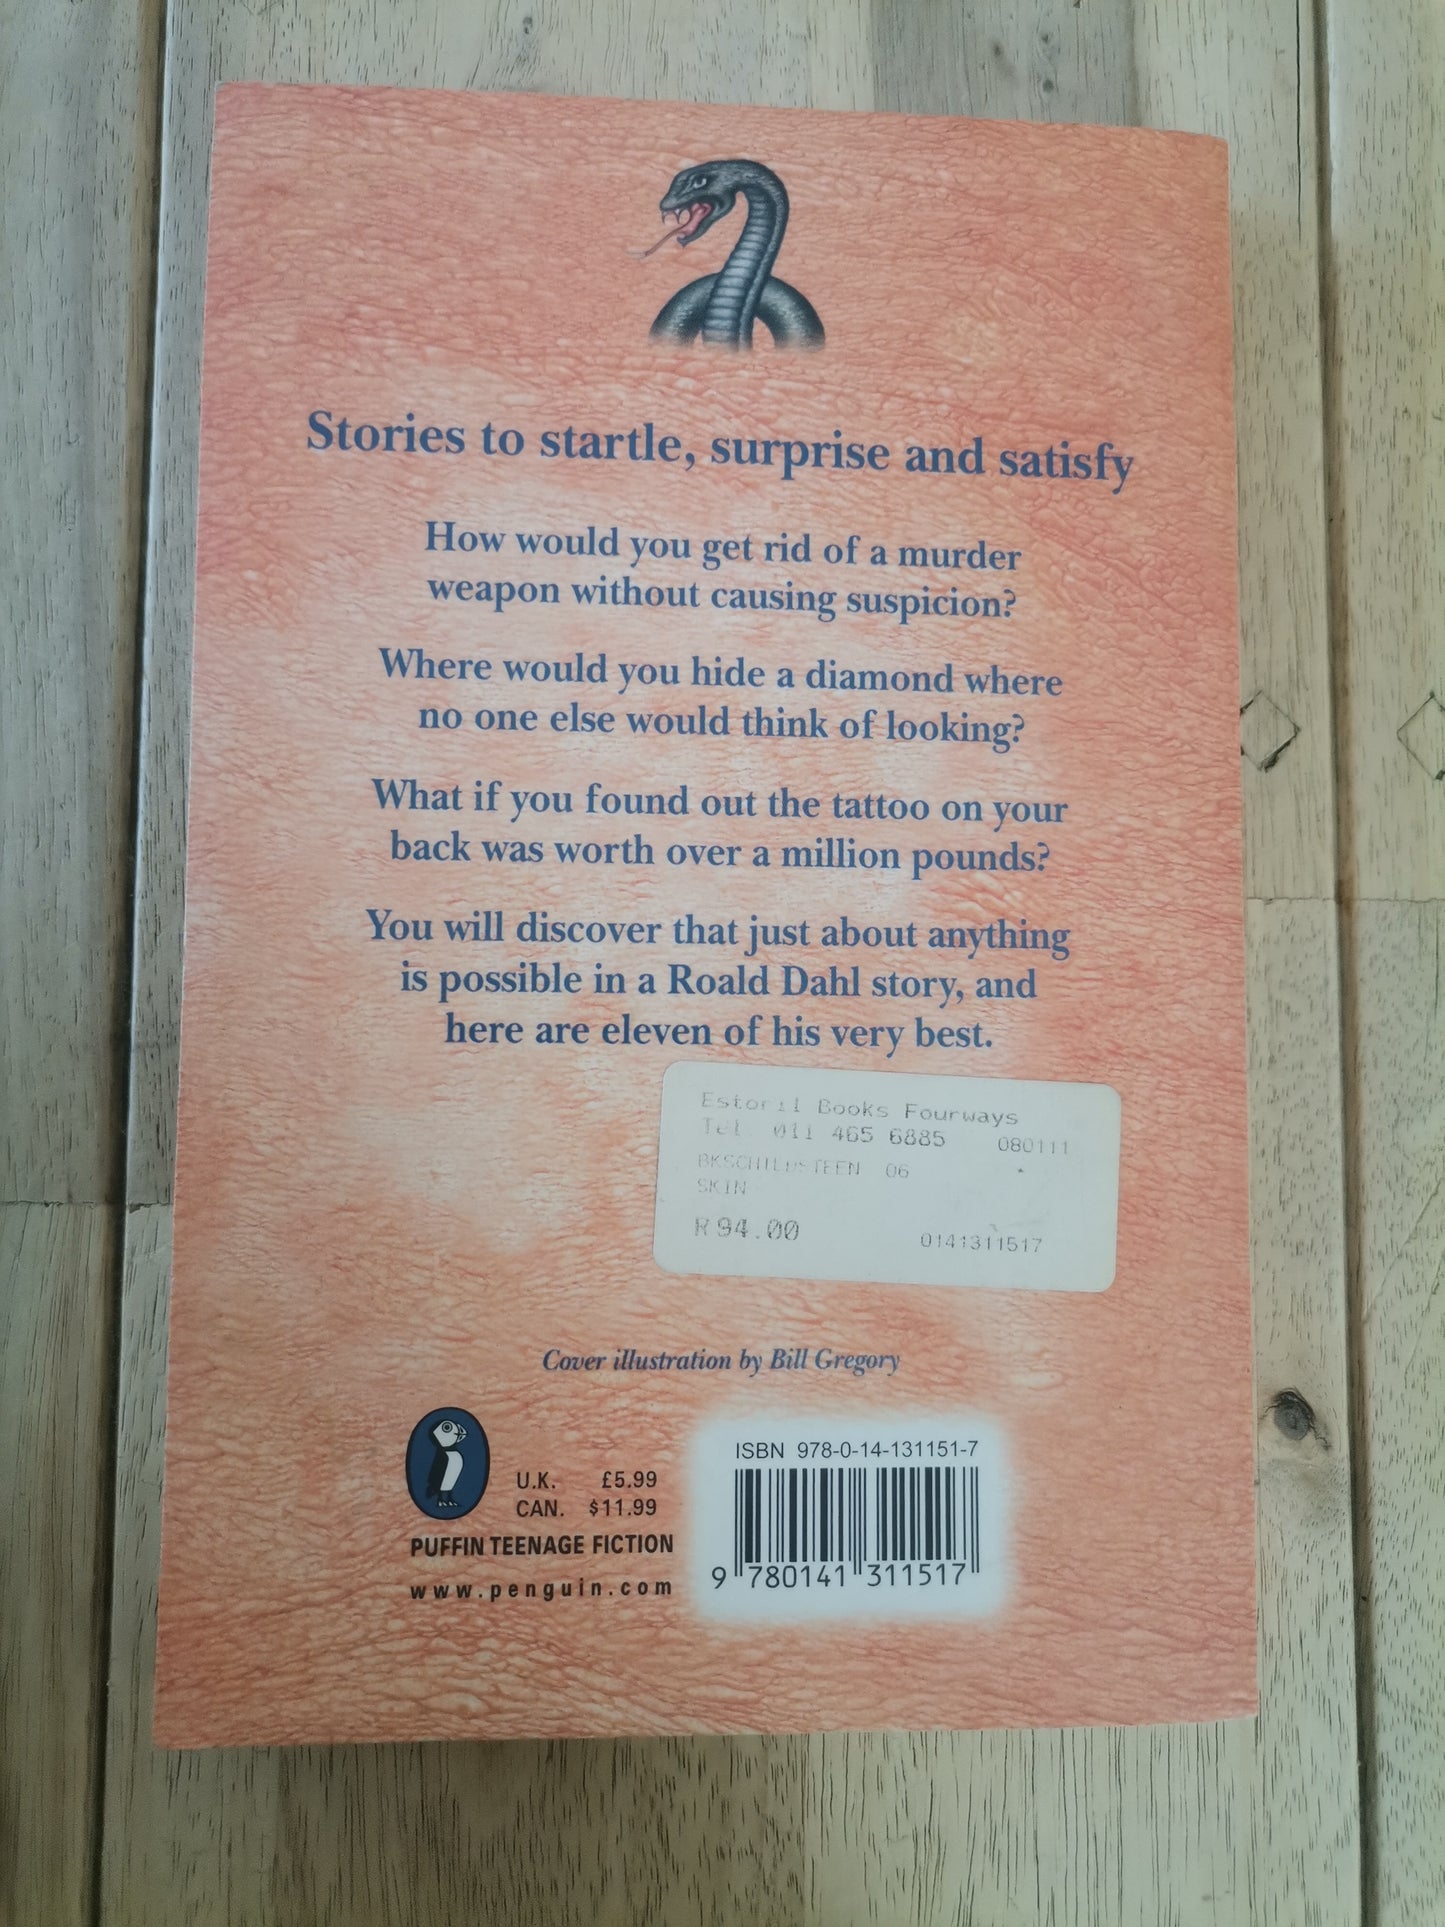 Stories to startle, surprise and satisfy
How would you get rid of a murder
weapon without causing suspicion?
Where would you hide a diamond where
no one else would think of looking?
What if you found out the tattoo on your
back was worth over a million pounds?
You will discover that just about anything
is possible in a Roald Dahl story, and
here are eleven of his very best.
Estoril Books Fourways
Tel 011 465 6885 080111
06
SKIN
R 94.00 0141311517
Cover illustration by Bill Gregory
U.K. £5.99
CAN. $11.99
PUFFIN TEENAGE FICTION
www.penguin.com
ISBN 978-0-14-131151-7
9 780141 311517